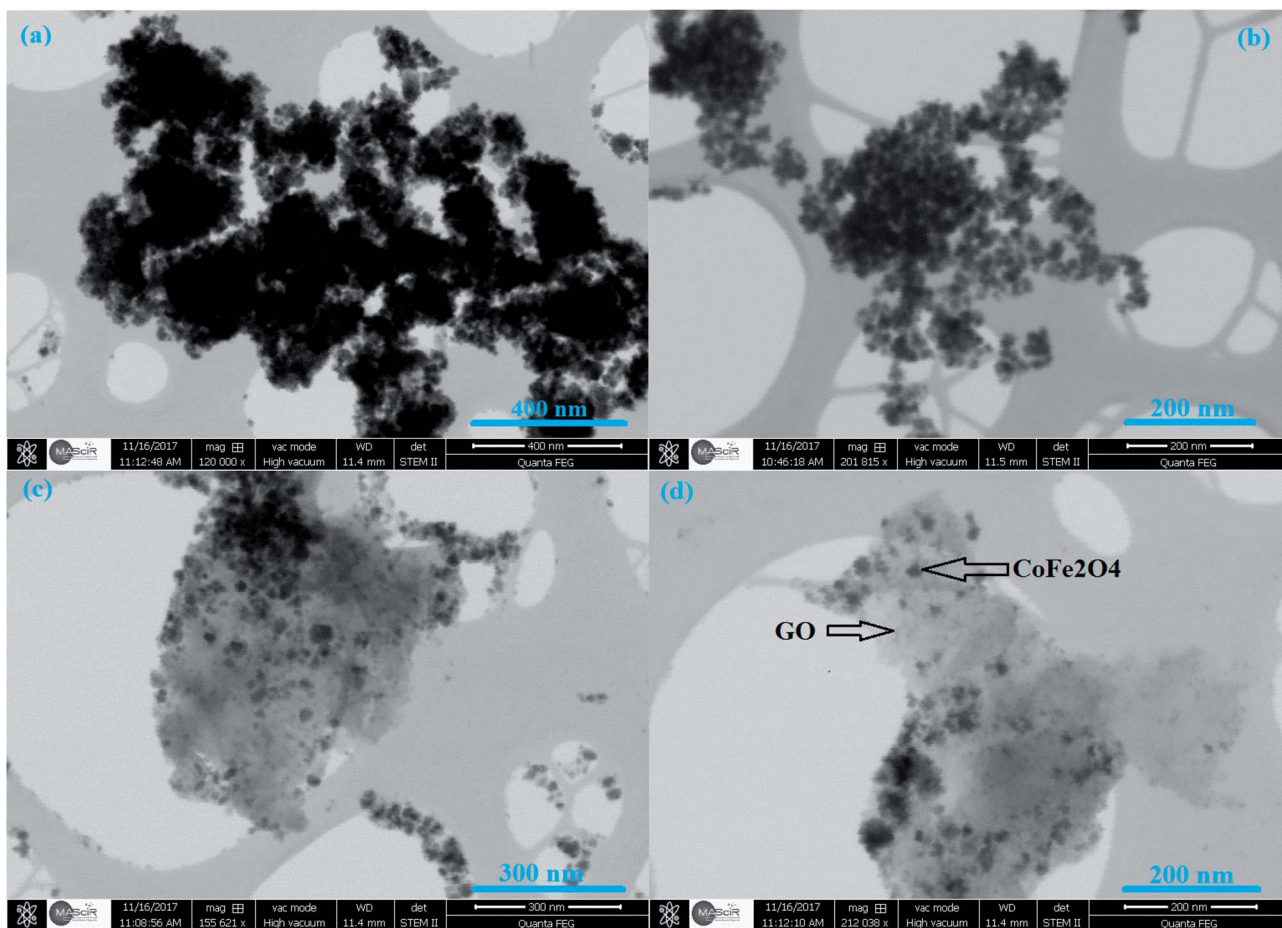 (a)
400 nm
MAScIR
11/16/2017 mag vac mode WD det 400 nm
11:12:48 AM 120 000 x High vacuum 11.4 mm STEM II Quanta FEG
(b)
200 nm
MAScIR
11/16/2017 mag vac mode WD det 200 nm
10:46:18 AM 201 815 x High vacuum 11.5 mm STEM II Quanta FEG
(c)
300 nm
MAScIR
11/16/2017 mag vac mode WD det 300 nm
11:08:56 AM 155 621 x High vacuum 11.4 mm STEM II Quanta FEG
(d)
CoFe2O4
GO
200 nm
MAScIR
11/16/2017 mag vac mode WD det 200 nm
11:12:10 AM 212 038 x High vacuum 11.4 mm STEM II Quanta FEG